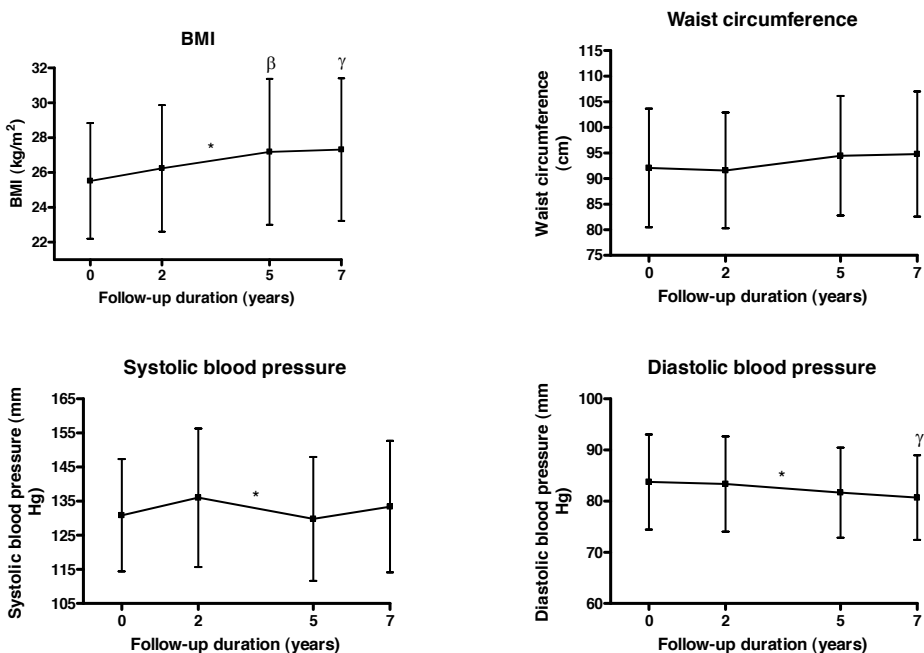 BMI
β
γ
32
30
28
26
24
22
*
BMI (kg/m²)
0 2 5 7
Follow-up duration (years)
Waist circumference
115
110
105
100
95
90
85
80
75
Waist circumference
(cm)
0 2 5 7
Follow-up duration (years)
Systolic blood pressure
165
155
145
135
125
115
105
*
Systolic blood pressure (mm
Hg)
0 2 5 7
Follow-up duration (years)
Diastolic blood pressure
100
90
80
70
60
γ
*
Diastolic blood pressure (mm
Hg)
0 2 5 7
Follow-up duration (years)